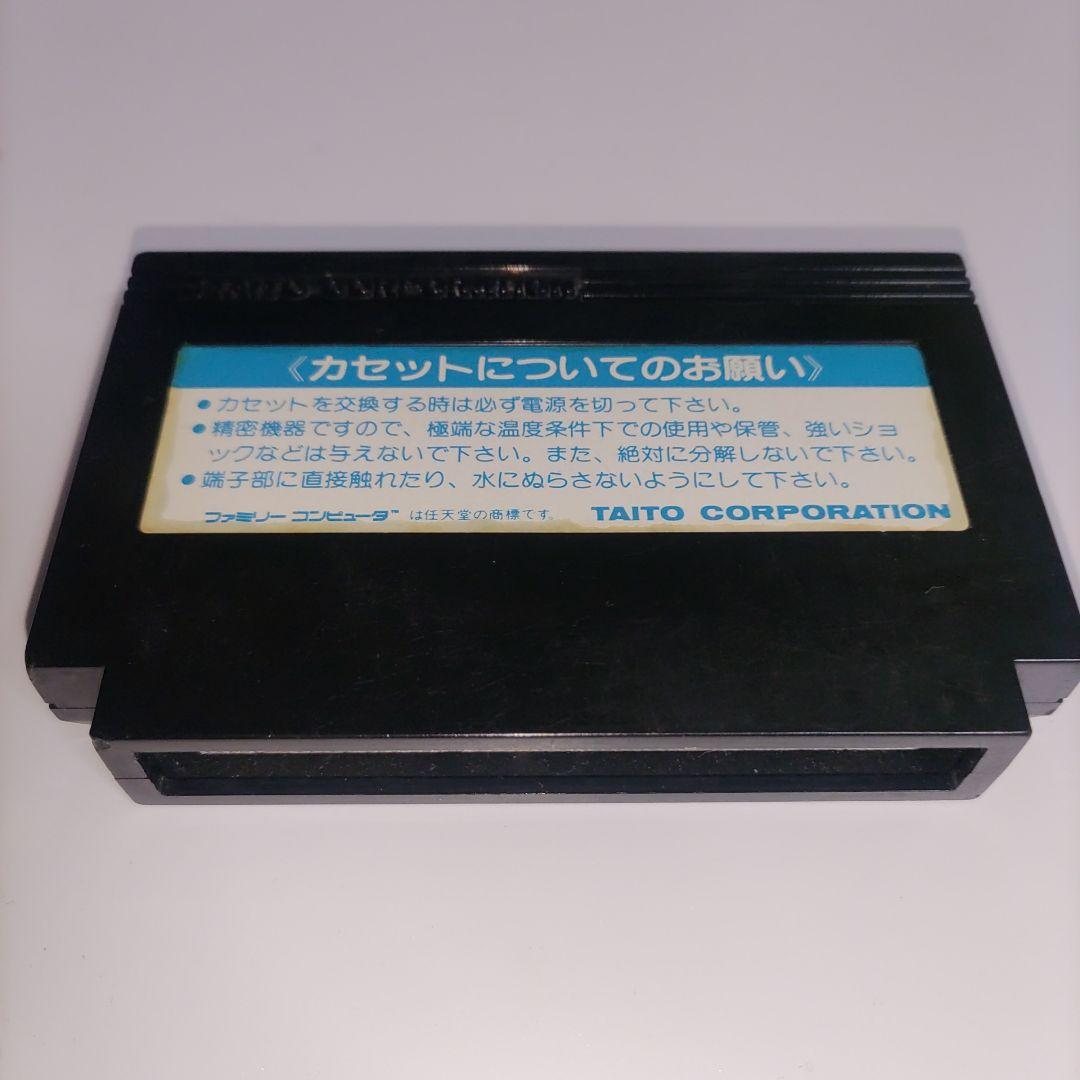 《カセットについてのお願い》
●カセットを交換する時は必ず電源を切って下さい。
●精密機器ですので、極端な温度条件下での使用や保管、強いショ
ックなどは与えないで下さい。また、絶対に分解しないで下さい。
●端子部に直接触れたり、水にぬらさないようにして下さい。
ファミリー コンピュータ™ は任天堂の商標です。 TAITO CORPORATION